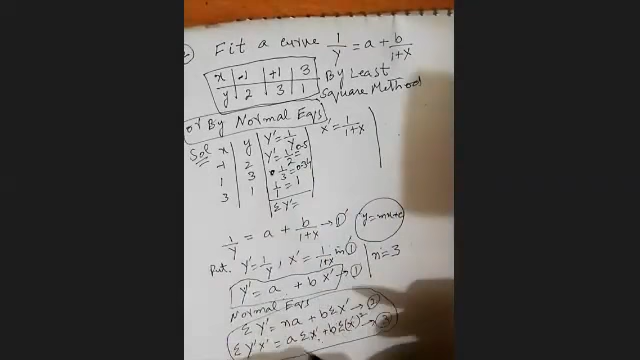 Fit a curve 1/Y = a + b/(1+X)
x | -1 | +1 | 3
y | 2 | 3 | 1
By Least
Square Method
or By Normal Eqs
Sol x | y | Y' = 1/Y | x' = 1/(1+x)
-1 | 2 | Y' = 1/2 = 0.5
1 | 3 | 1/3 = 0.34
3 | 1 | 1/1 = 1
ΣY' =
1/Y = a + b/(1+x) → 1'
y = mx+c
Put Y' = 1/Y, x' = 1/(1+x) in 1'
Y' = a + b x' → 1
n = 3
Normal Eqs
ΣY' = na + bΣx' → 2
ΣY'x' = aΣx' + bΣ(x')² → 3